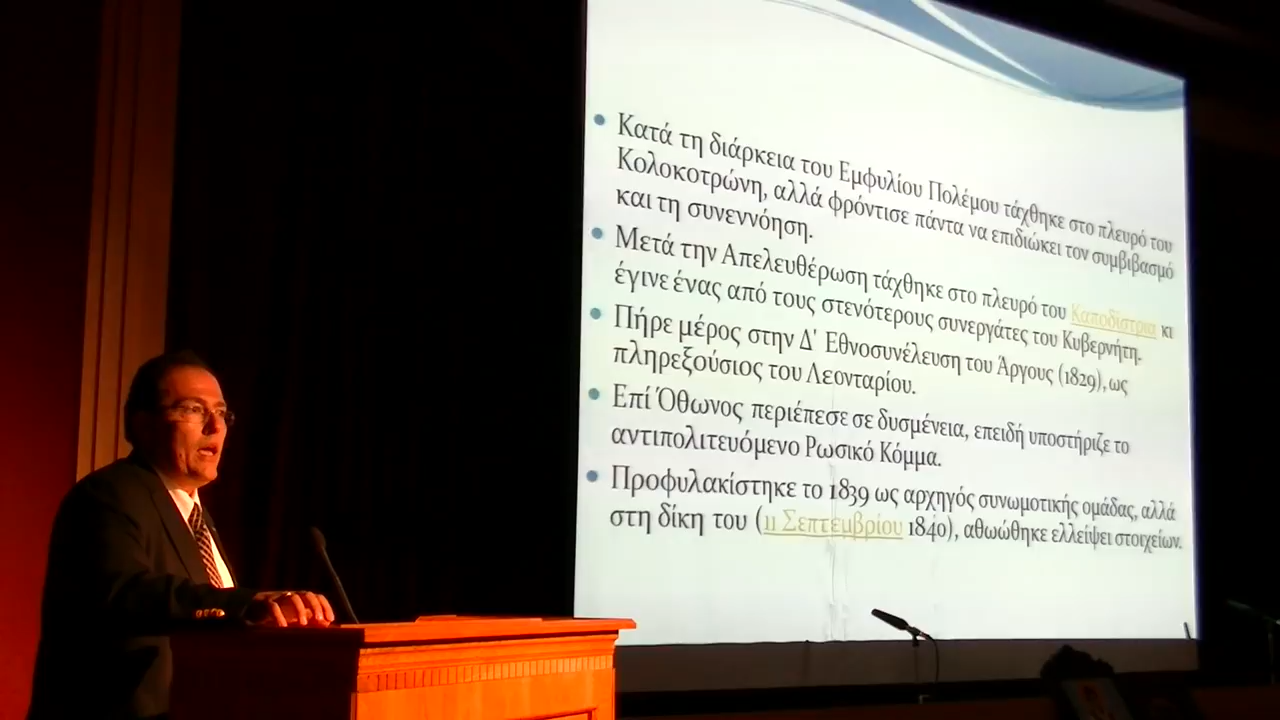 • Κατά τη διάρκεια του Εμφυλίου Πολέμου τάχθηκε στο πλευρό του
Κολοκοτρώνη, αλλά φρόντισε πάντα να επιδιώκει τον συμβιβασμό
και τη συνεννόηση.
• Μετά την Απελευθέρωση τάχθηκε στο πλευρό του Καποδίστρια κι
έγινε ένας από τους στενότερους συνεργάτες του Κυβερνήτη.
• Πήρε μέρος στην Δ' Εθνοσυνέλευση του Άργους (1829), ως
πληρεξούσιος του Λεονταρίου.
• Επί Όθωνος περιέπεσε σε δυσμένεια, επειδή υποστήριζε το
αντιπολιτευόμενο Ρωσικό Κόμμα.
• Προφυλακίστηκε το 1839 ως αρχηγός συνωμοτικής ομάδας, αλλά
στη δίκη του (11 Σεπτεμβρίου 1840), αθωώθηκε ελλείψει στοιχείων.